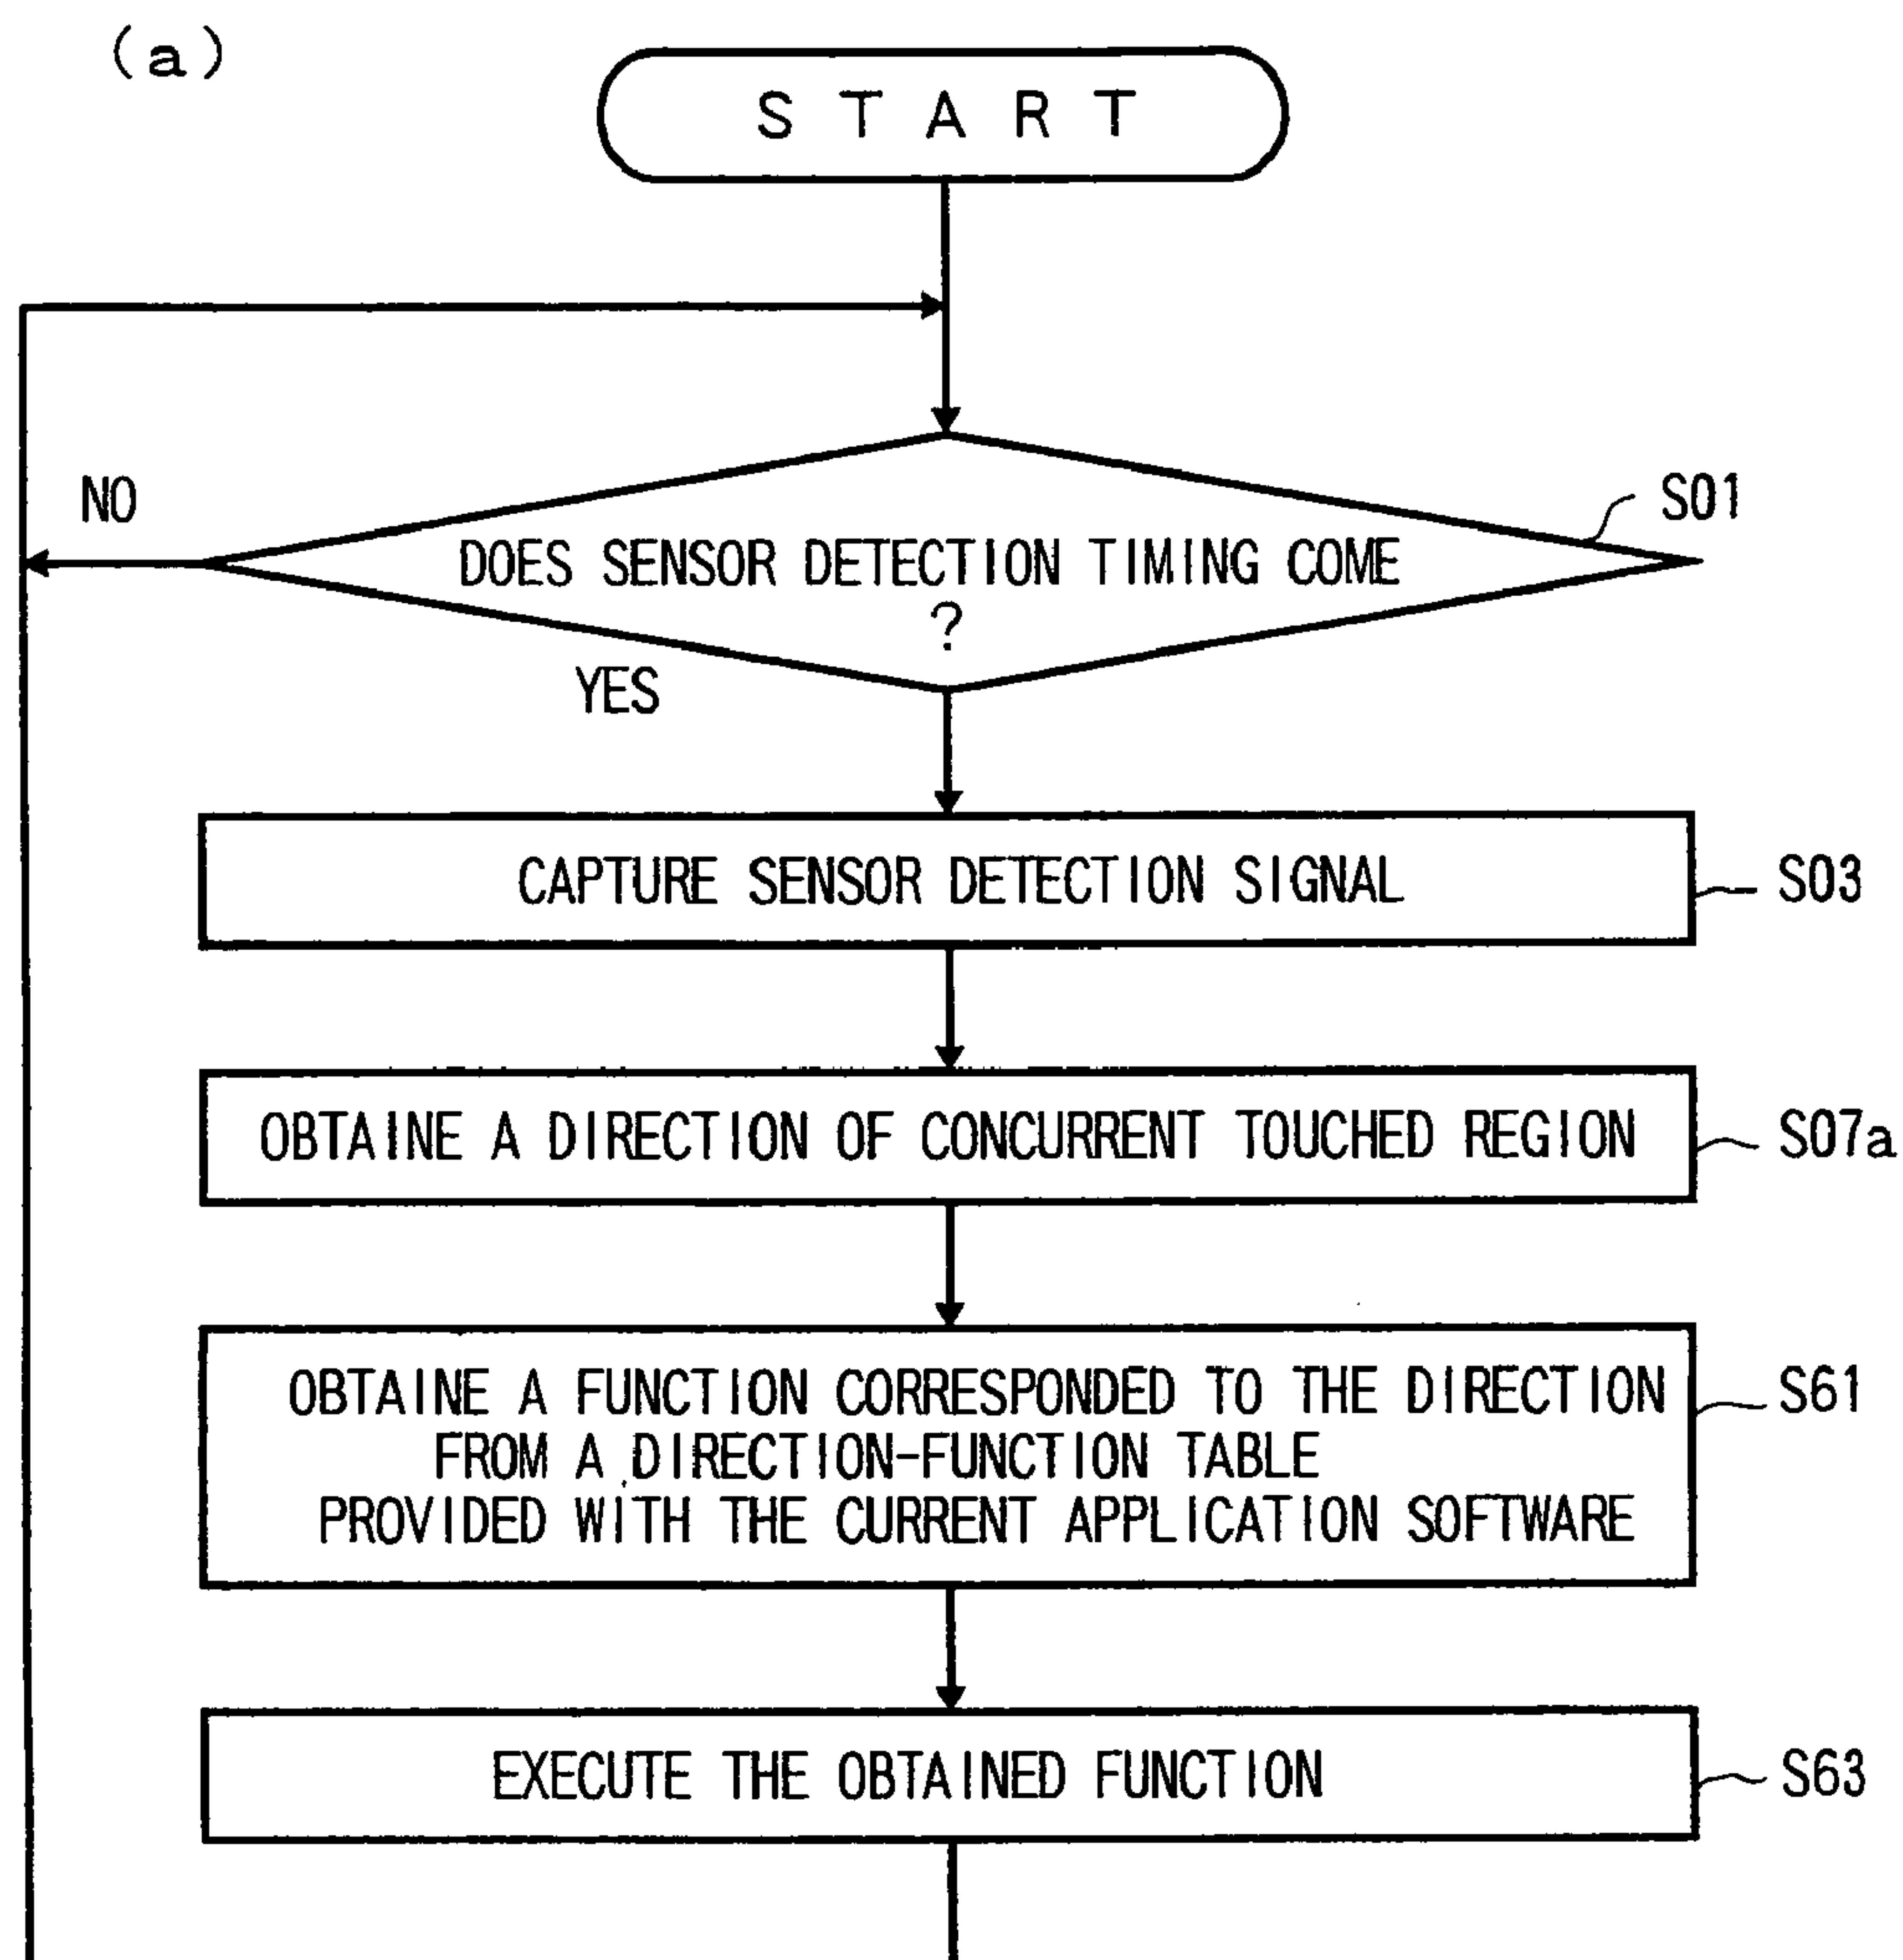 (a)
START
NO
S01
DOES SENSOR DETECTION TIMING COME
?
YES
CAPTURE SENSOR DETECTION SIGNAL
S03
OBTAINE A DIRECTION OF CONCURRENT TOUCHED REGION
S07a
OBTAINE A FUNCTION CORRESPONDED TO THE DIRECTION
S61
FROM A DIRECTION-FUNCTION TABLE
PROVIDED WITH THE CURRENT APPLICATION SOFTWARE
EXECUTE THE OBTAINED FUNCTION
S63